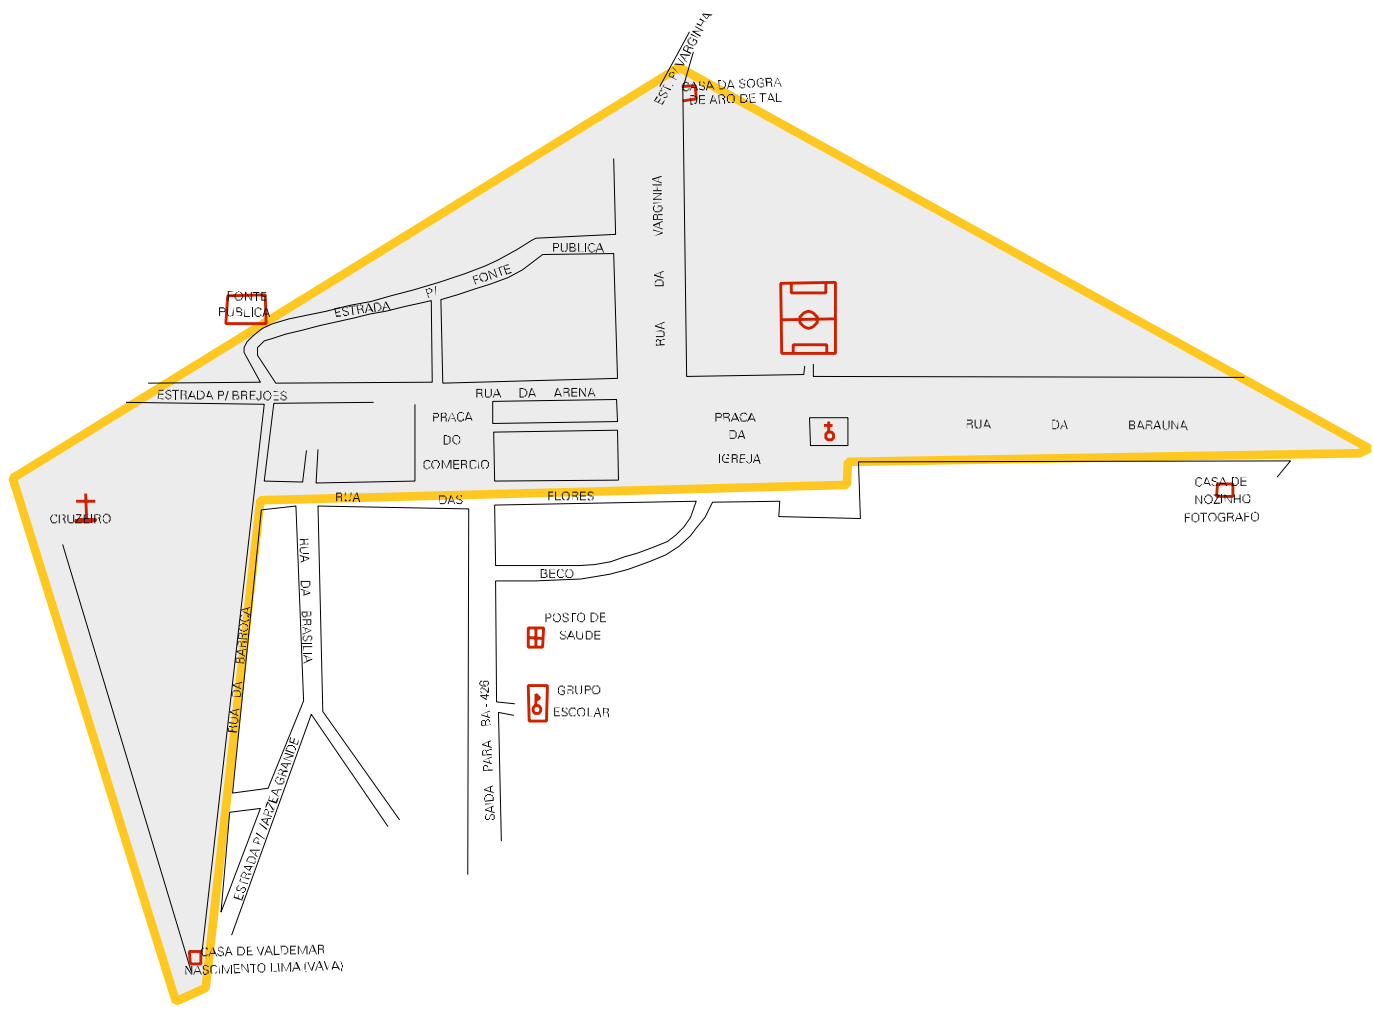 EST. P/ VARGINHA
CASA DA SOGRA
DE ARO DE TAL
RUA DA VARGINHA
PUBLICA
FONTE
P/
ESTRADA
FONTE
PUBLICA
ESTRADA P/ BREJOES
RUA DA ARENA
PRACA
DO
COMERCIO
PRACA
DA
IGREJA
RUA DA BARAUNA
CASA DE
NOZINHO
FOTOGRAFO
RUA DAS FLORES
CRUZEIRO
RUA DA BRASILIA
BECO
RUA DA BARROCA
POSTO DE
SAUDE
GRUPO
ESCOLAR
SAIDA PARA BA - 426
ESTRADA P/ VARZEA GRANDE
CASA DE VALDEMAR
NASCIMENTO LIMA (VAVA)